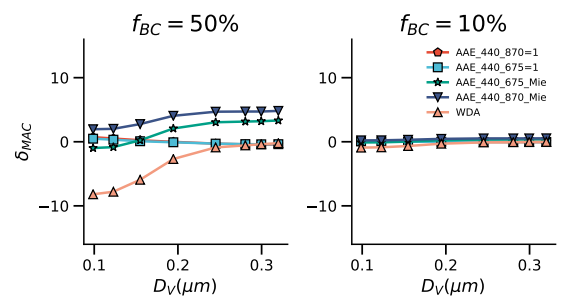 f_BC = 50%
f_BC = 10%
10
0
−10
δ_MAC
0.1
0.2
0.3
D_V(μm)
10
0
−10
0.1
0.2
0.3
D_V(μm)
AAE_440_870=1
AAE_440_675=1
AAE_440_675_Mie
AAE_440_870_Mie
WDA